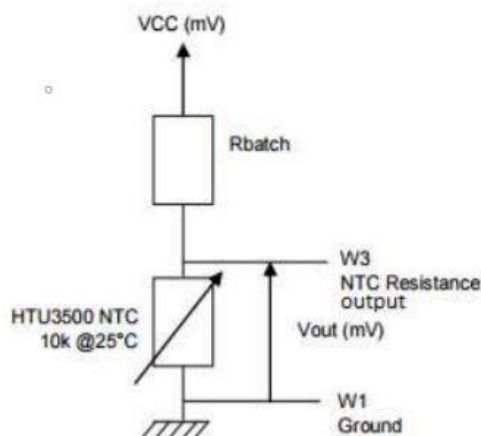 VCC (mV)
Rbatch
W3
NTC Resistance
output
HTU3500 NTC
10k @25°C
Vout (mV)
W1
Ground